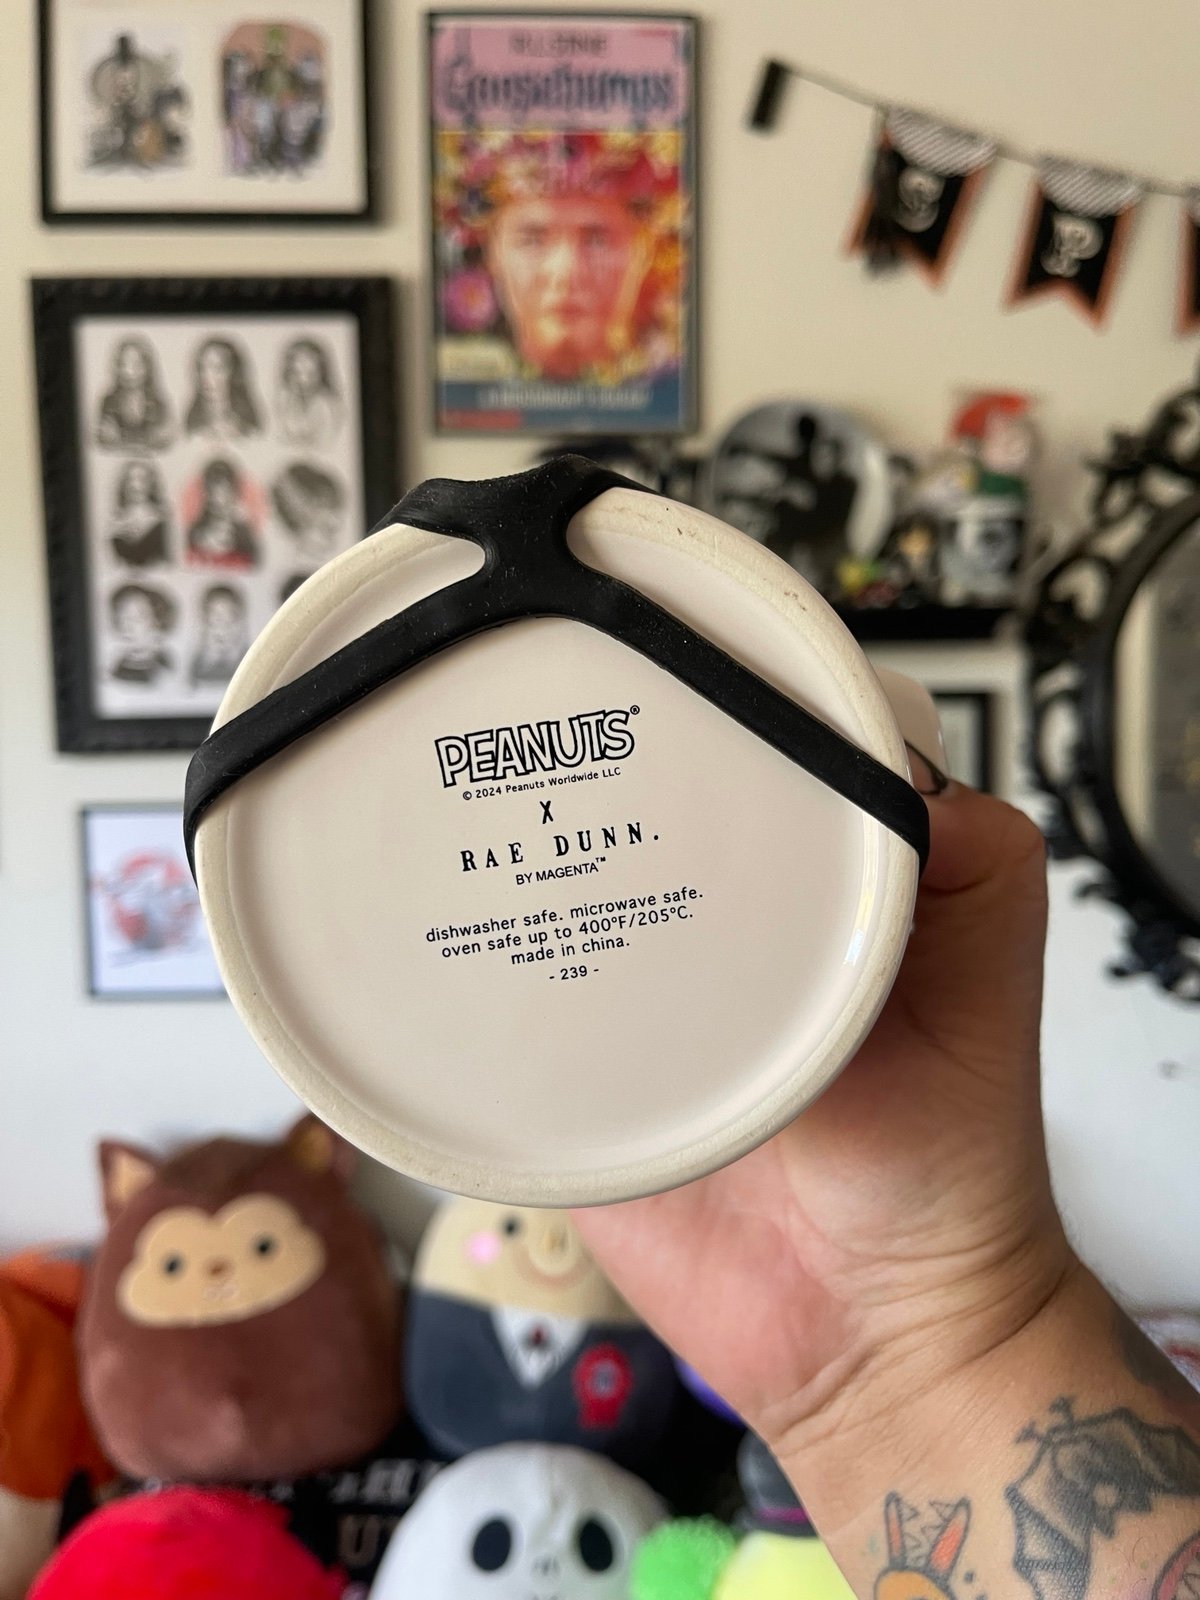 Goosebumps
S
P
PEANUTS®
© 2024 Peanuts Worldwide LLC
X
RAE DUNN.
BY MAGENTA™
dishwasher safe. microwave safe.
oven safe up to 400°F/205°C.
made in china.
- 239 -